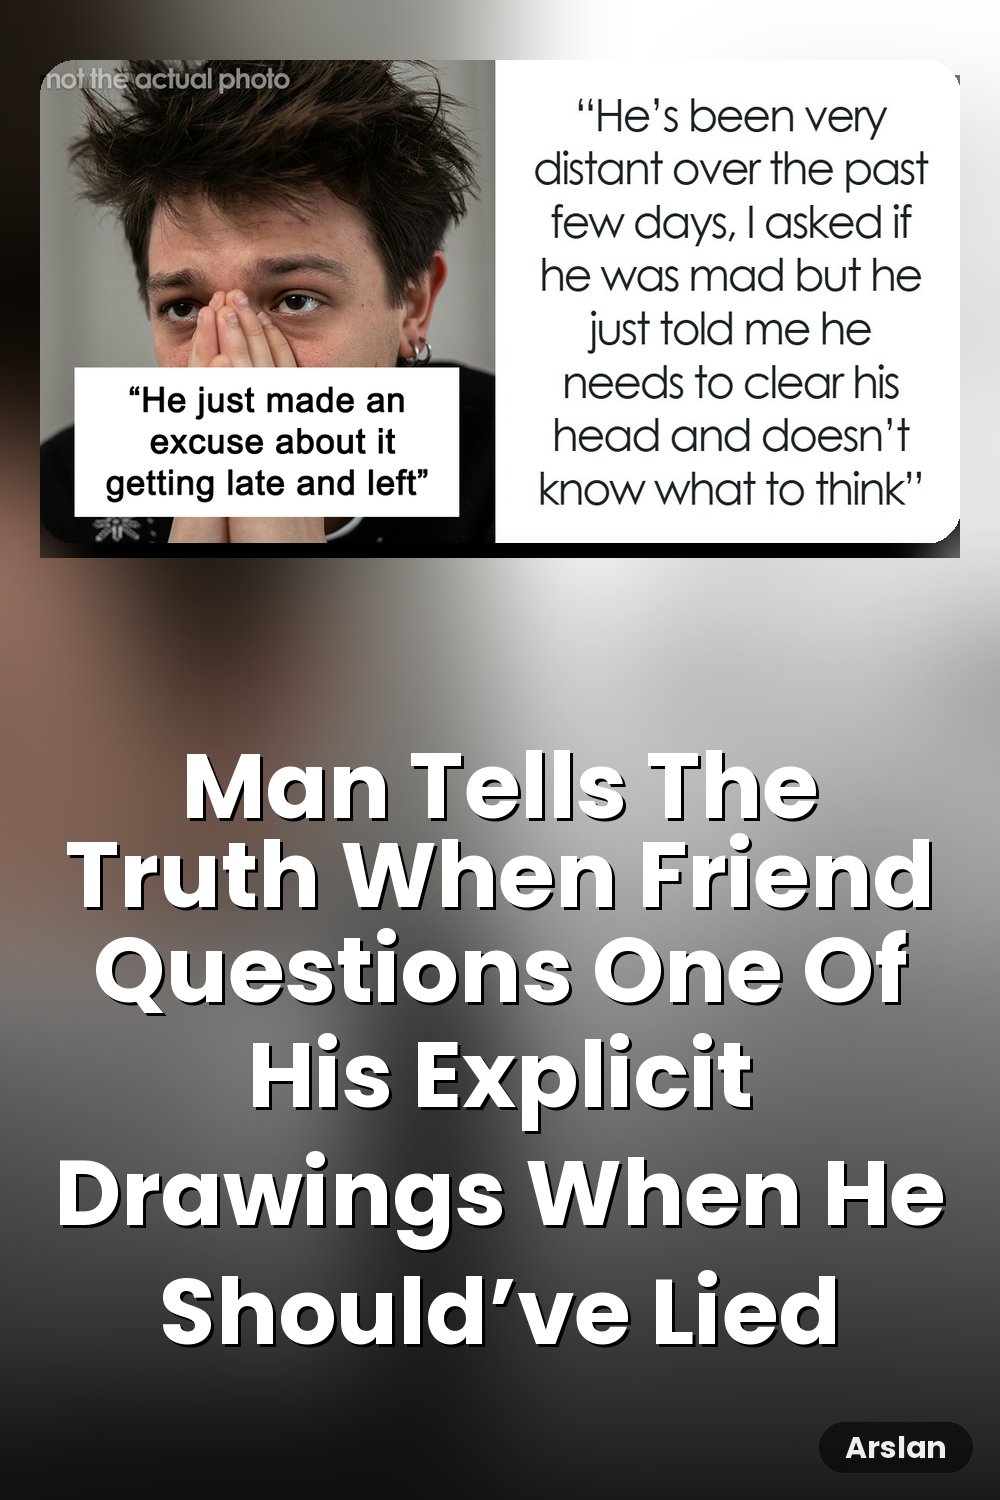 not the actual photo
“He just made an
excuse about it
getting late and left”
“He’s been very
distant over the past
few days, I asked if
he was mad but he
just told me he
needs to clear his
head and doesn’t
know what to think”
Man Tells The
Truth When Friend
Questions One Of
His Explicit
Drawings When He
Should’ve Lied
Arslan